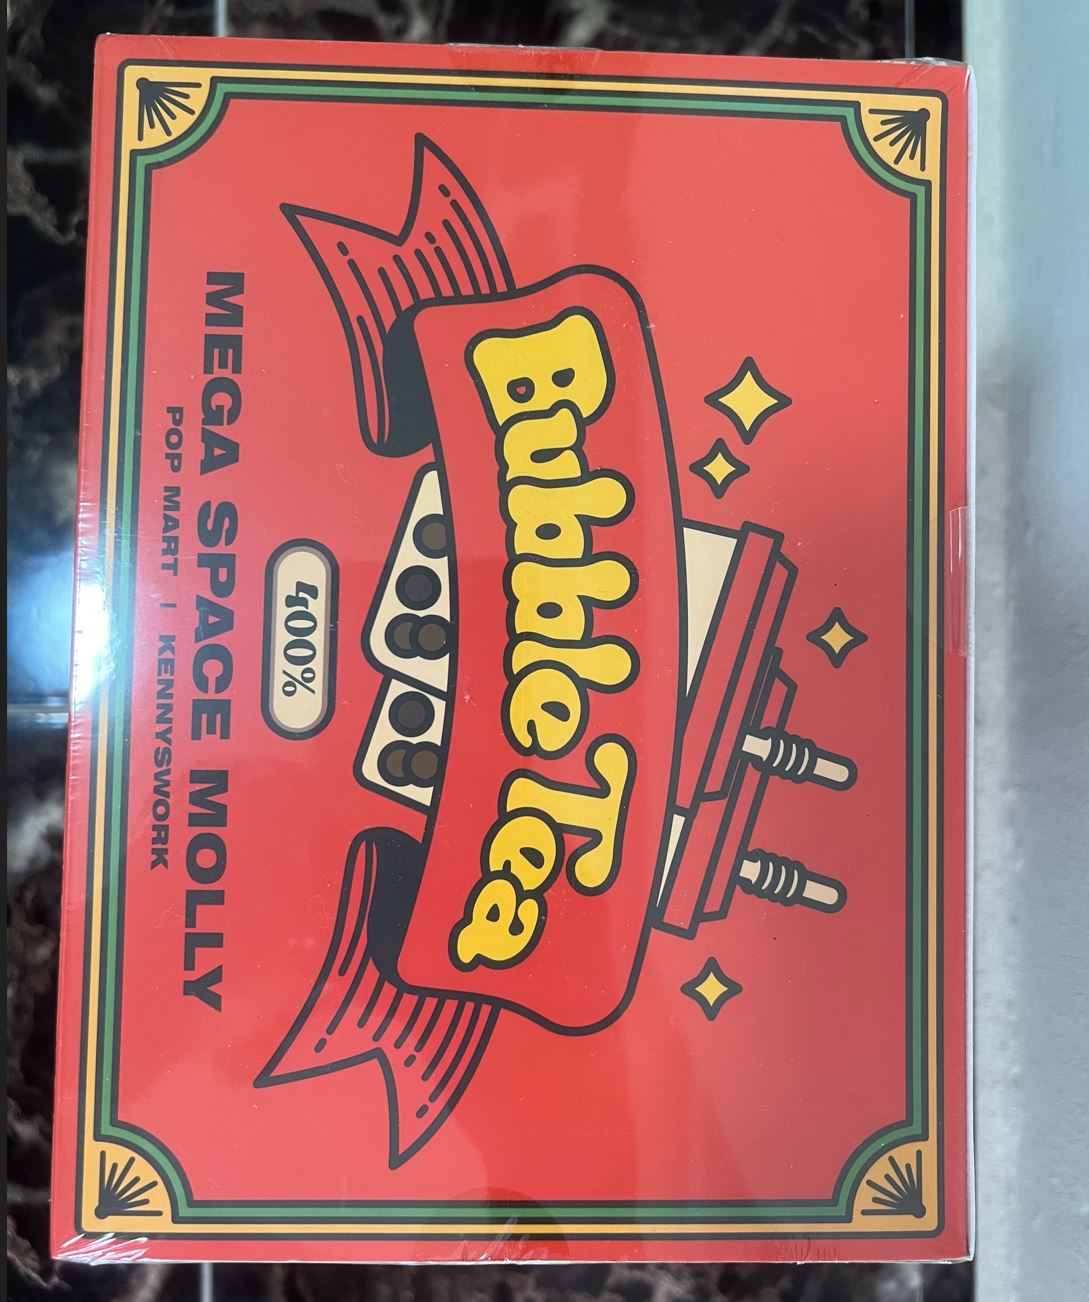 Bubble Tea
400%
MEGA SPACE MOLLY
POP MART | KENNYSWORK